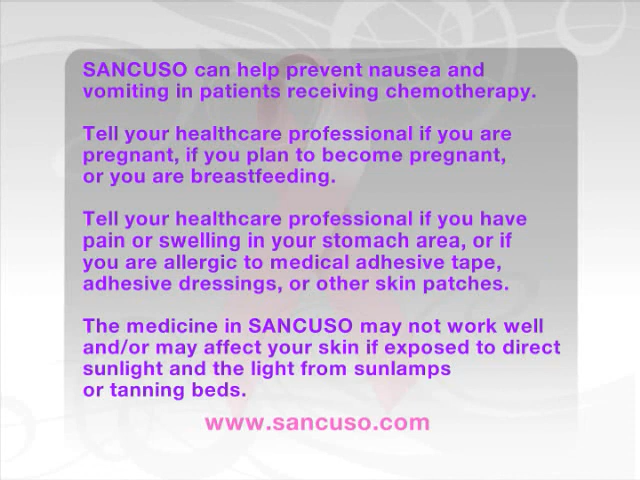 SANCUSO can help prevent nausea and
vomiting in patients receiving chemotherapy.
Tell your healthcare professional if you are
pregnant, if you plan to become pregnant,
or you are breastfeeding.
Tell your healthcare professional if you have
pain or swelling in your stomach area, or if
you are allergic to medical adhesive tape,
adhesive dressings, or other skin patches.
The medicine in SANCUSO may not work well
and/or may affect your skin if exposed to direct
sunlight and the light from sunlamps
or tanning beds.
www.sancuso.com